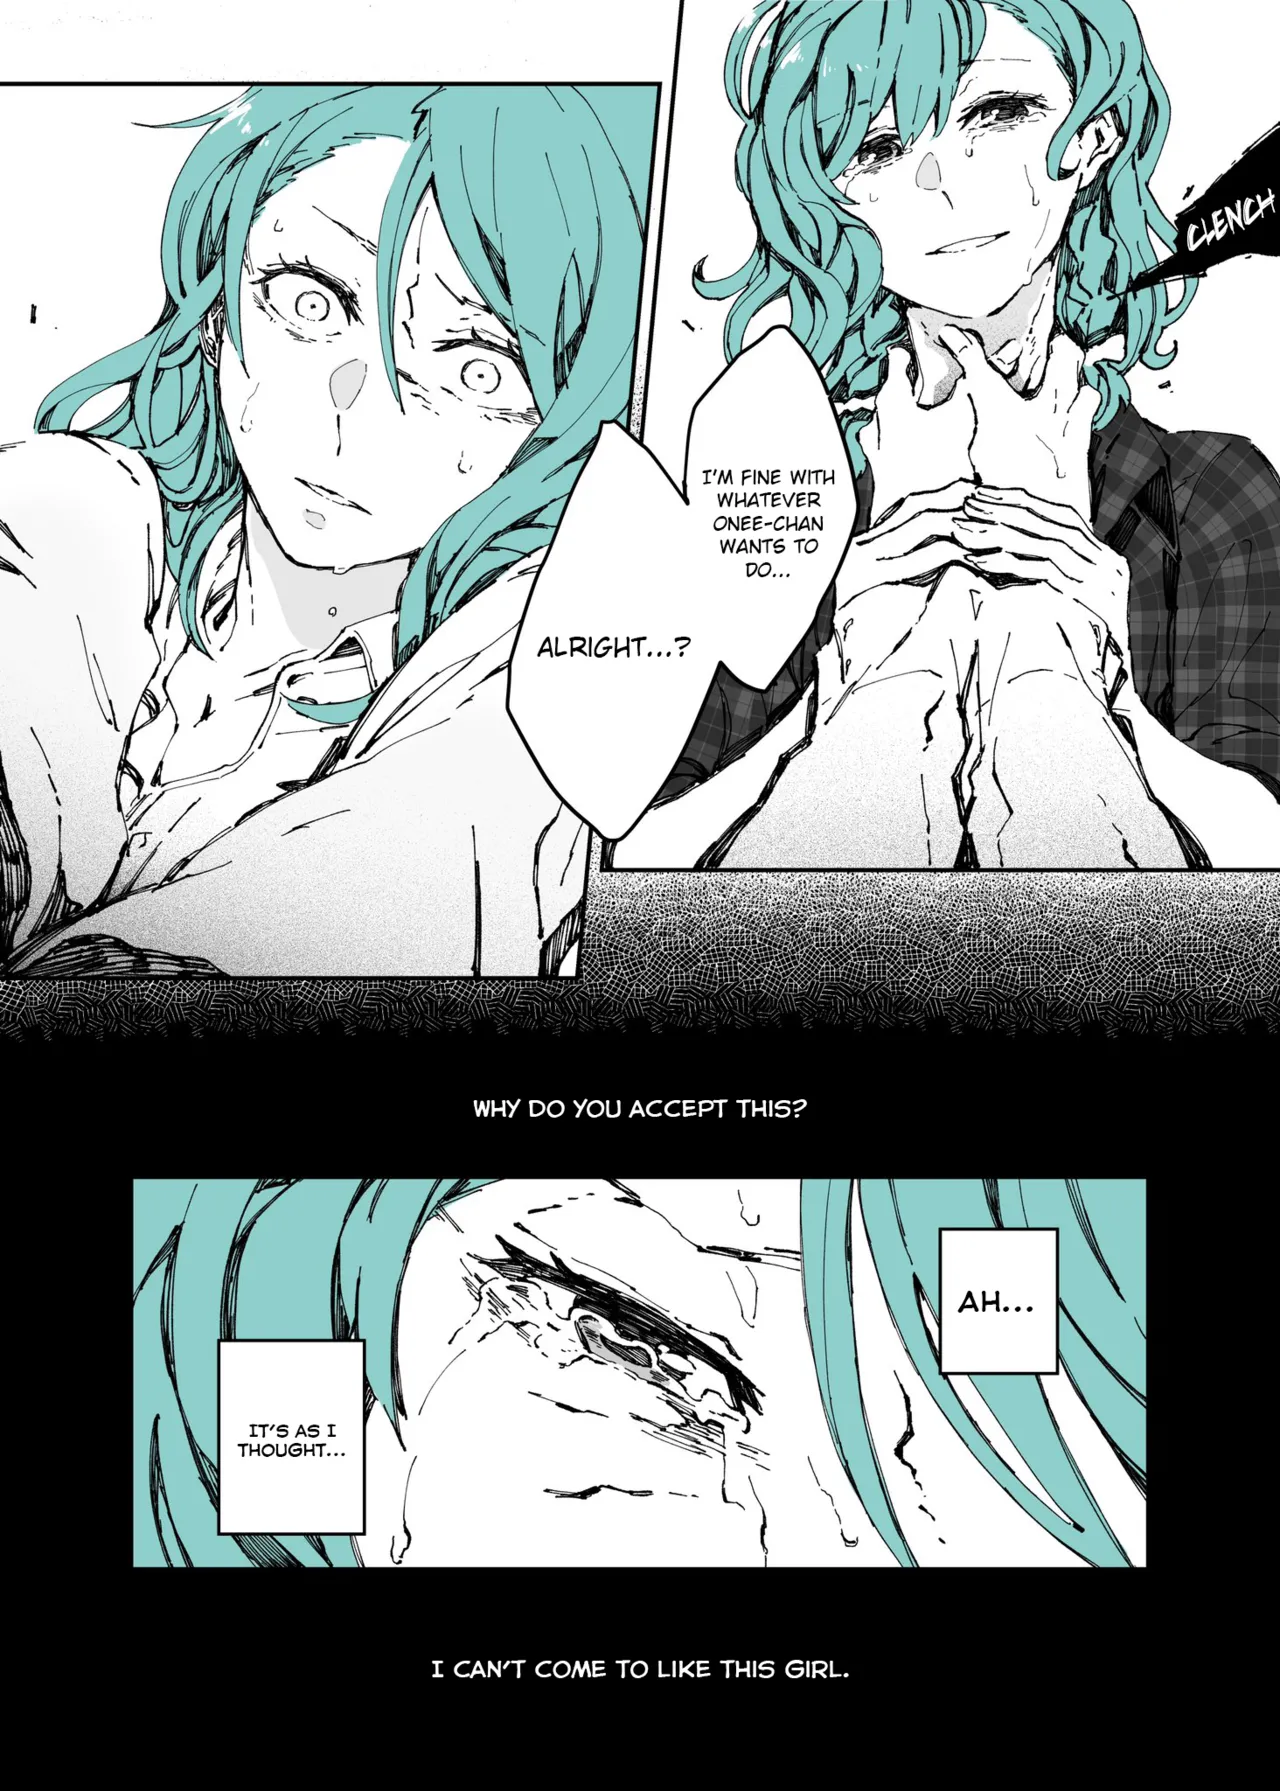 CLENCH
I'M FINE WITH
WHATEVER
ONEE-CHAN
WANTS TO
DO...
ALRIGHT...?
WHY DO YOU ACCEPT THIS?
AH...
IT'S AS I
THOUGHT...
I CAN'T COME TO LIKE THIS GIRL.